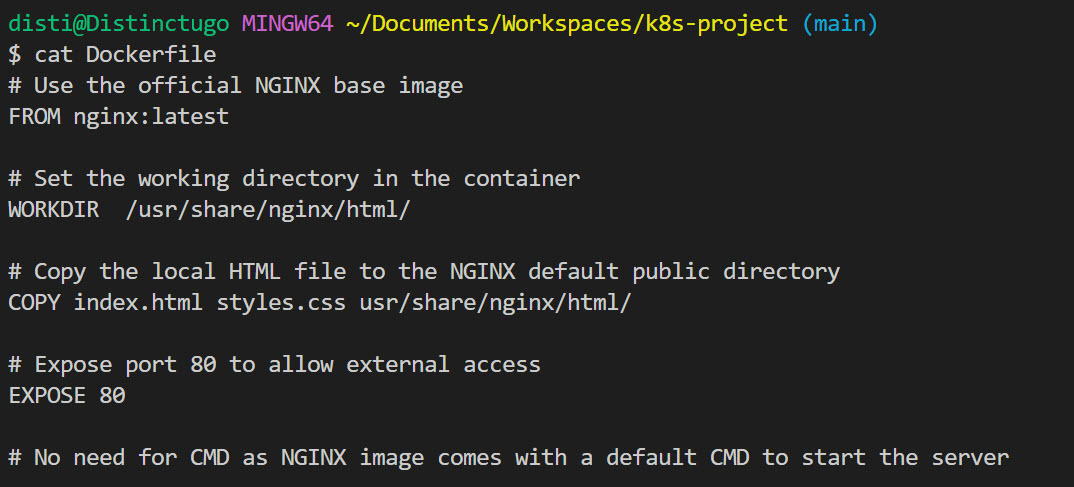 disti@Distinctugo MINGW64 ~/Documents/Workspaces/k8s-project (main)
$ cat Dockerfile
# Use the official NGINX base image
FROM nginx:latest
# Set the working directory in the container
WORKDIR  /usr/share/nginx/html/
# Copy the local HTML file to the NGINX default public directory
COPY index.html styles.css usr/share/nginx/html/
# Expose port 80 to allow external access
EXPOSE 80
# No need for CMD as NGINX image comes with a default CMD to start the server